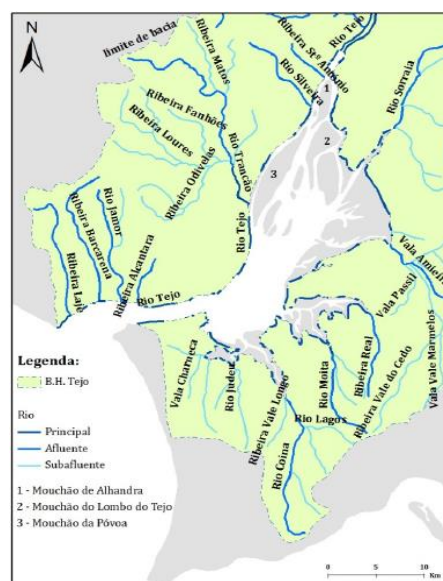 N
limite de bacia
Ribeira Matos
Ribeira Stº António
Rio Tejo
Rio Silveira
Rio Sorraia
1
2
3
Ribeira Fanhões
Ribeira Loures
Ribeira Odivelas
Rio Trancão
Rio Tejo
Rio Jamor
Ribeira Barcarena
Ribeira Laje
Ribeira Alcantara
Rio Tejo
Vala Amieira
Vala Passil
Vala Vale Marmelos
Ribeira Real
Ribeira Vale do Cedo
Rio Moita
Rio Lagos
Ribeira Vale Longo
Rio Judeu
Vala Charneca
Rio Coina
Legenda:
B.H. Tejo
Rio
Principal
Afluente
Subafluente
1 - Mouchão de Alhandra
2 - Mouchão do Lombo do Tejo
3 - Mouchão da Póvoa
0 5 10
Km